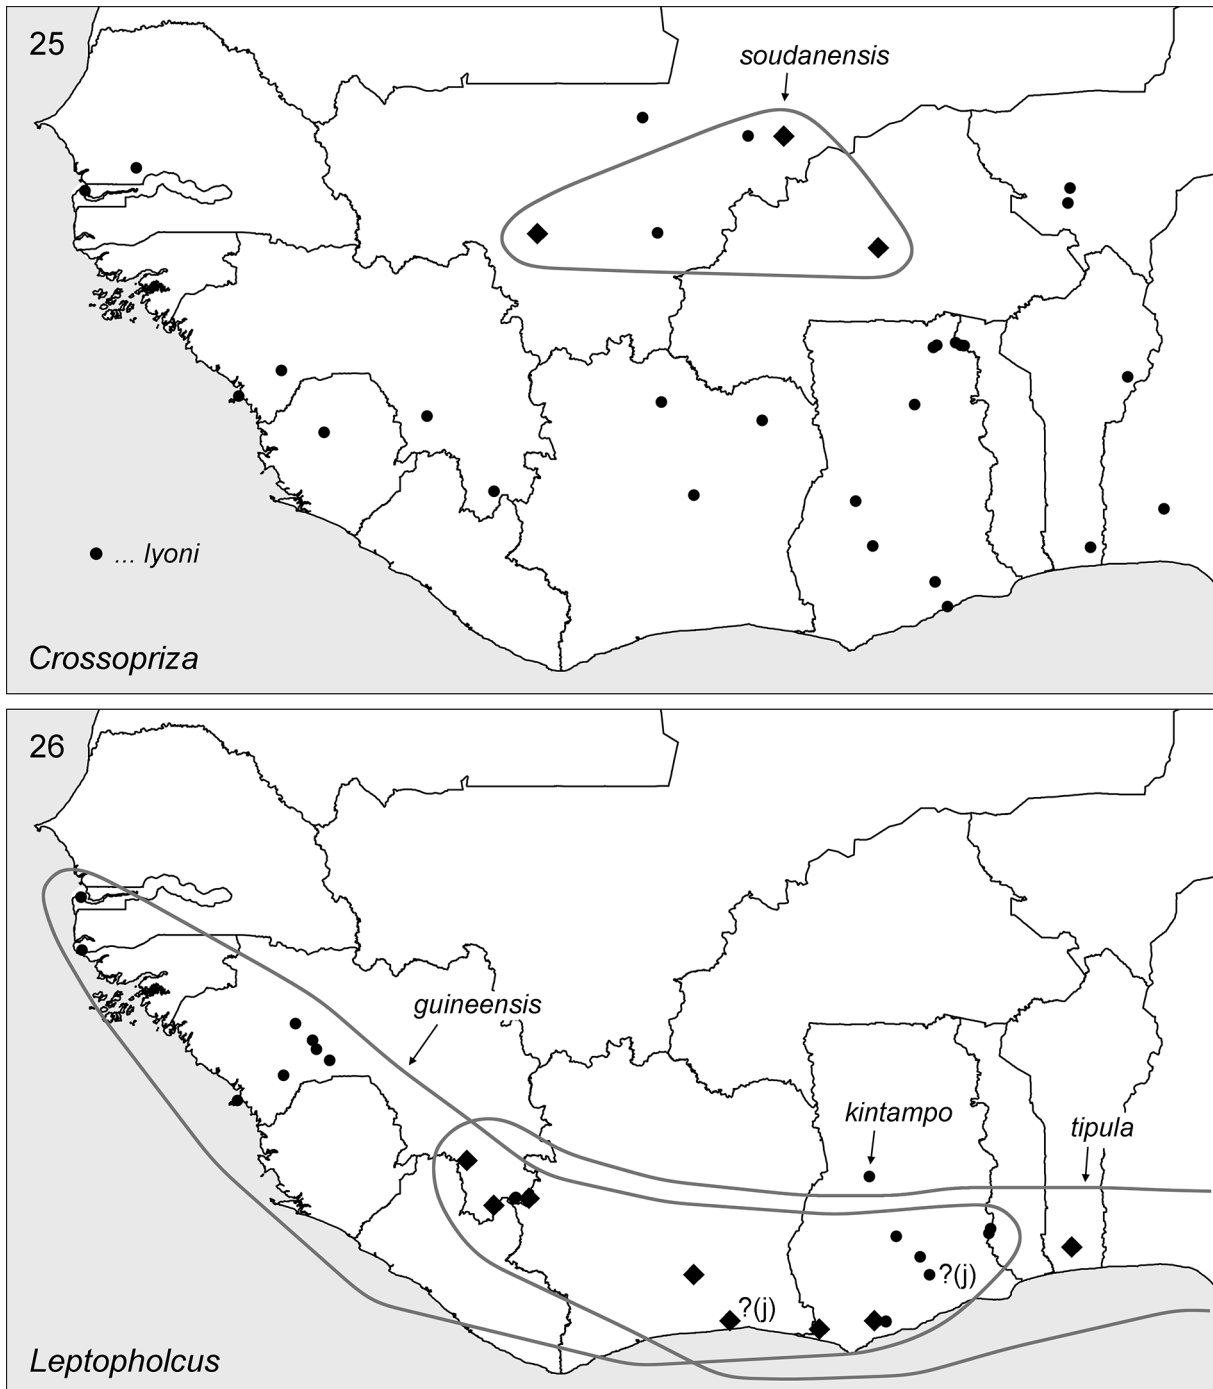 25
soudanensis
... lyoni
Crossopriza
26
guineensis
kintampo
tipula
?(j)
?(j)
Leptopholcus